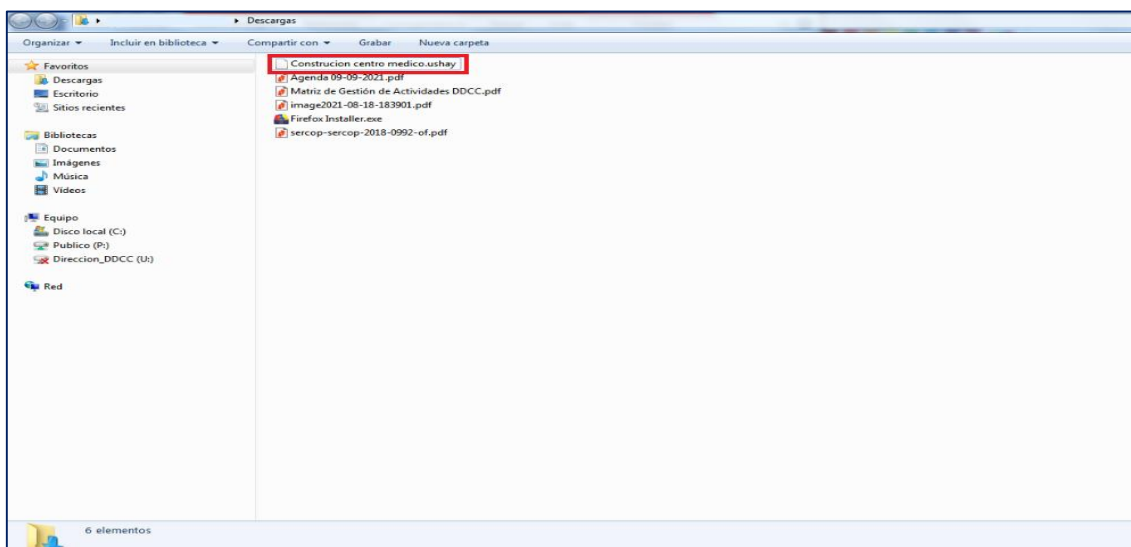 Descargas
Organizar Incluir en biblioteca Compartir con Grabar Nueva carpeta
Favoritos
Descargas
Escritorio
Sitios recientes
Bibliotecas
Documentos
Imágenes
Música
Vídeos
Equipo
Disco local (C:)
Publico (P:)
Direccion_DDCC (U:)
Red
Construcion centro medico.ushay
Agenda 09-09-2021.pdf
Matriz de Gestión de Actividades DDCC.pdf
image2021-08-18-183901.pdf
Firefox Installer.exe
sercop-sercop-2018-0992-of.pdf
6 elementos